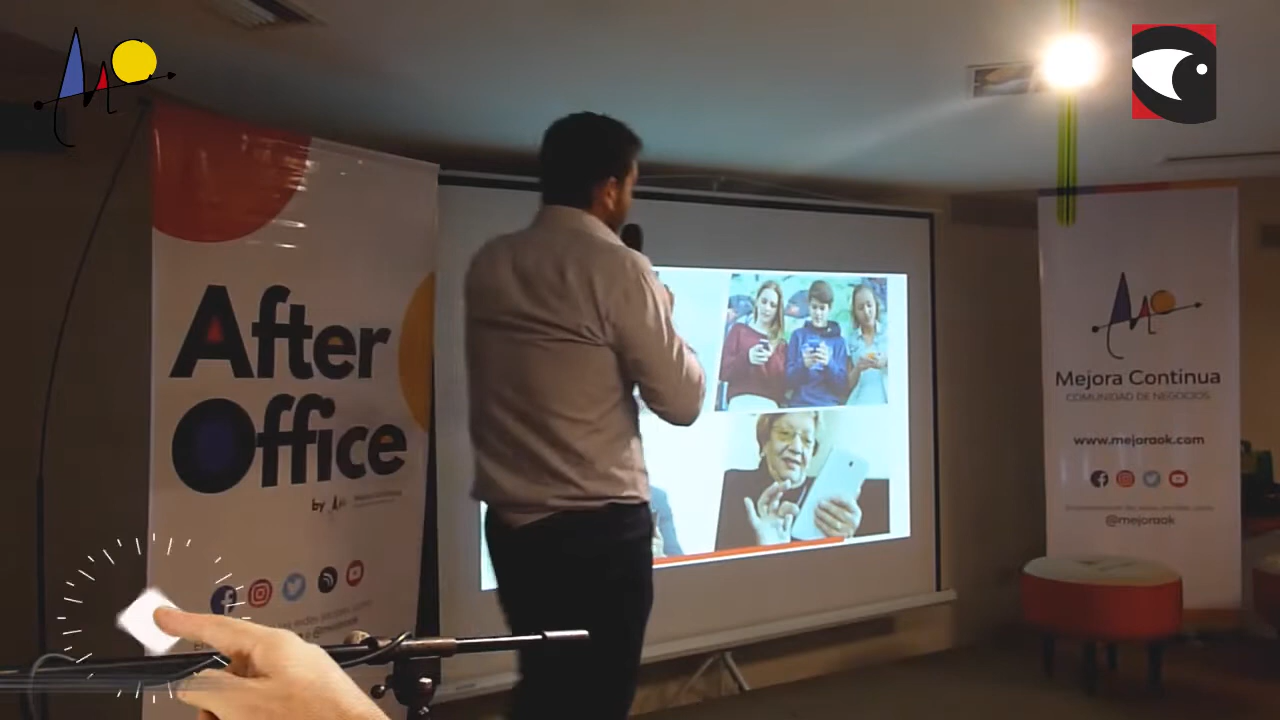 After
Office
by
Mejora Continua
COMUNIDAD DE NEGOCIOS
www.mejoraok.com
@mejoraok